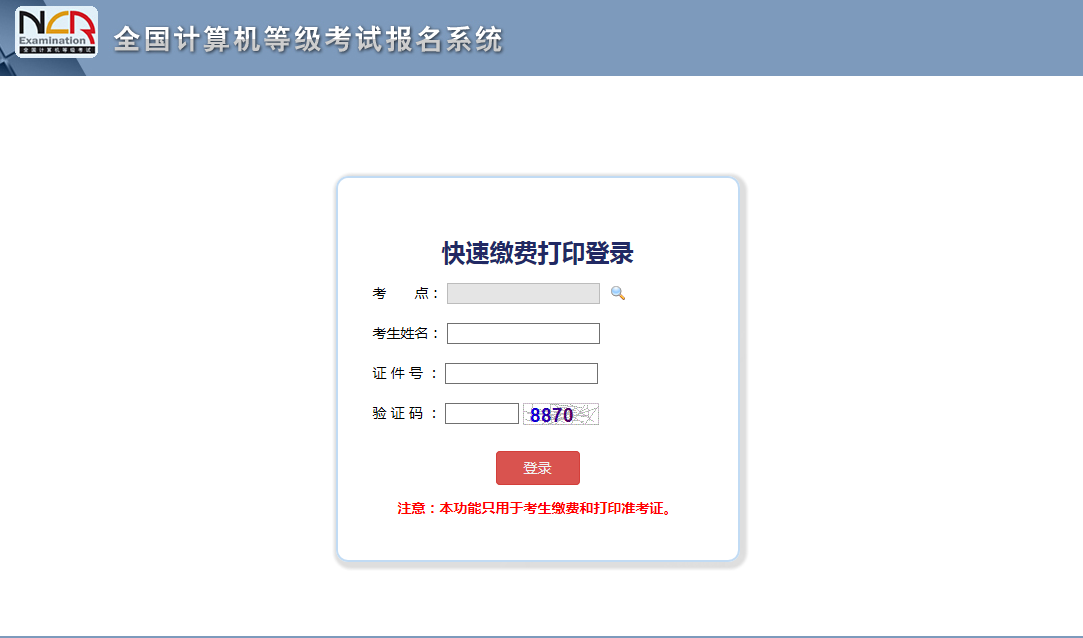 NCR
Examination
全国计算机等级考试
全国计算机等级考试报名系统
快速缴费打印登录
考 点：
考生姓名：
证 件 号 ：
验 证 码 ： 8870
登录
注意：本功能只用于考生缴费和打印准考证。